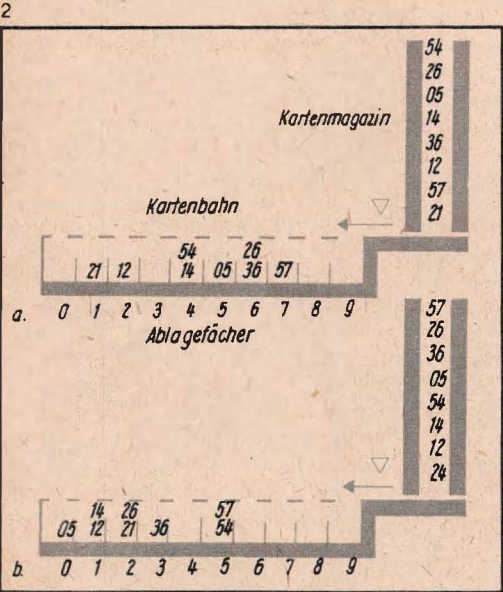 2
54
26
05
Kartenmagazin 14
36
12
57
21
Kartenbahn
54 26
21 12 14 05 36 57
a. 0 1 2 3 4 5 6 7 8 9
Ablagefächer
57
26
36
05
54
14
12
24
14 26 57
05 12 21 36 54
b. 0 1 2 3 4 5 6 7 8 9